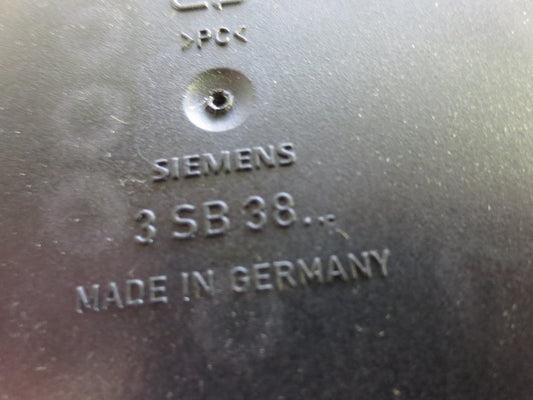 >PC<
SIEMENS
3 SB 38...
MADE IN GERMANY